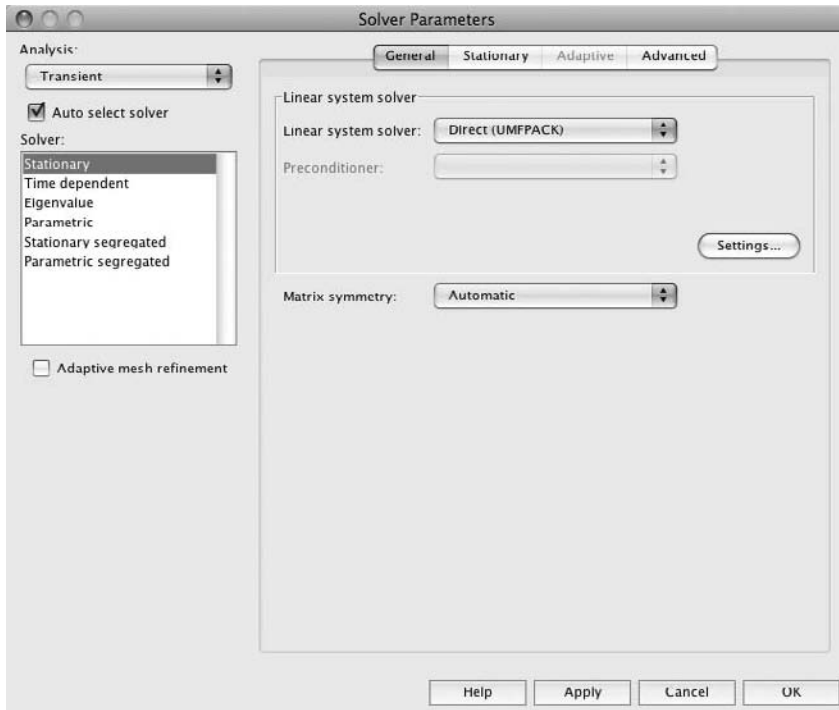 Solver Parameters
Analysis:
Transient
Auto select solver
Solver:
Stationary
Time dependent
Eigenvalue
Parametric
Stationary segregated
Parametric segregated
Adaptive mesh refinement
General Stationary Adaptive Advanced
Linear system solver
Linear system solver: Direct (UMFPACK)
Preconditioner:
Settings...
Matrix symmetry: Automatic
Help Apply Cancel OK